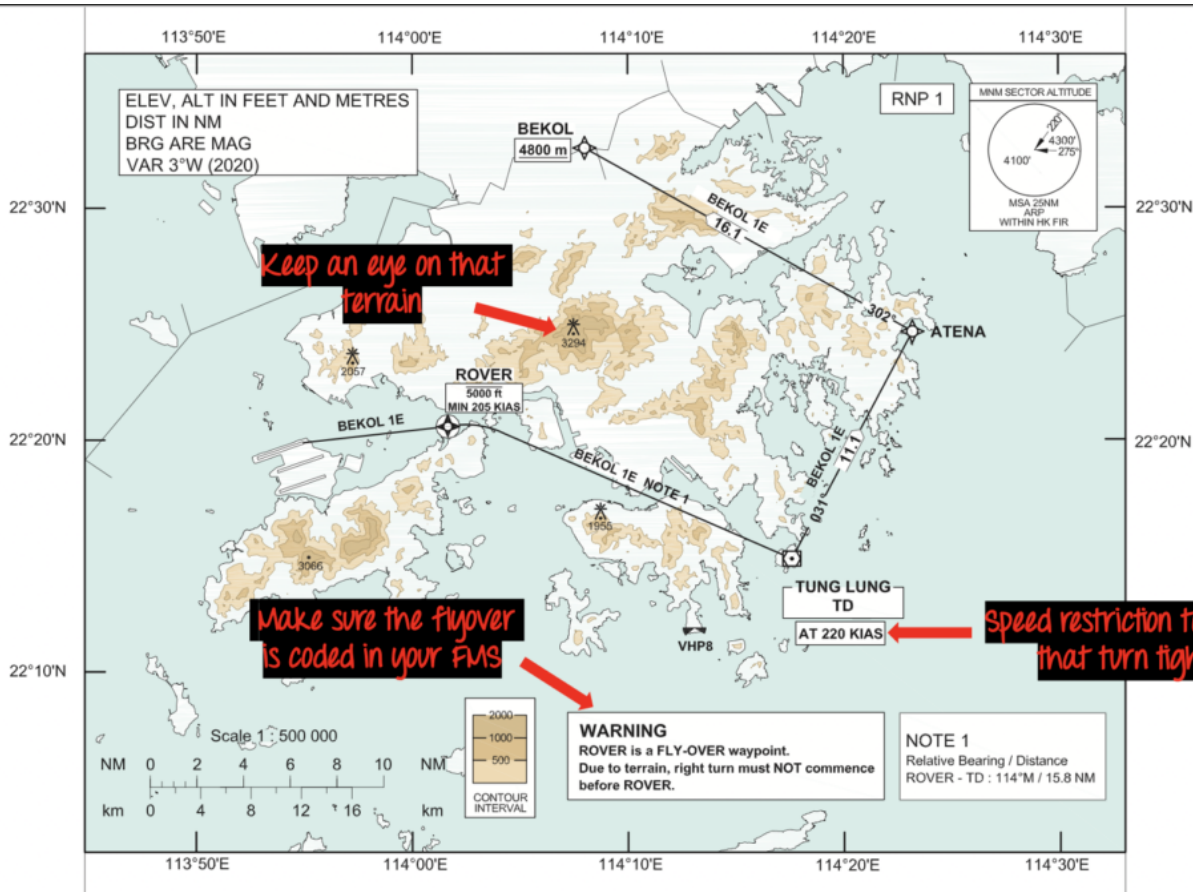 113°50'E 114°00'E 114°10'E 114°20'E 114°30'E
ELEV, ALT IN FEET AND METRES
DIST IN NM
BRG ARE MAG
VAR 3°W (2020)
BEKOL
4800 m
RNP 1
MNM SECTOR ALTITUDE
220°
4300'
275°
4100'
MSA 25NM
ARP
WITHIN HK FIR
22°30'N 22°30'N
BEKOL 1E
16.1
Keep an eye on that
terrain
302°
ATENA
3294
2057
ROVER
5000 ft
MIN 205 KIAS
BEKOL 1E
22°20'N 22°20'N
BEKOL 1E
11.1
031°
BEKOL 1E NOTE 1
1955
3066
TUNG LUNG
TD
AT 220 KIAS
Make sure the flyover
is coded in your FMS
Speed restriction
that turn
VHP8
22°10'N 22°10'N
Scale 1 : 500 000
NM 0 2 4 6 8 10 NM
km 0 4 8 12 16 km
2000
1000
500
CONTOUR
INTERVAL
WARNING
ROVER is a FLY-OVER waypoint.
Due to terrain, right turn must NOT commence
before ROVER.
NOTE 1
Relative Bearing / Distance
ROVER - TD : 114°M / 15.8 NM
113°50'E 114°00'E 114°10'E 114°20'E 114°30'E